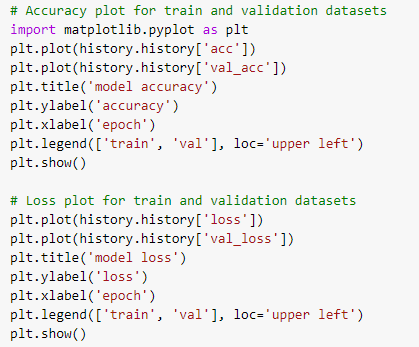 # Accuracy plot for train and validation datasets
import matplotlib.pyplot as plt
plt.plot(history.history['acc'])
plt.plot(history.history['val_acc'])
plt.title('model accuracy')
plt.ylabel('accuracy')
plt.xlabel('epoch')
plt.legend(['train', 'val'], loc='upper left')
plt.show()
# Loss plot for train and validation datasets
plt.plot(history.history['loss'])
plt.plot(history.history['val_loss'])
plt.title('model loss')
plt.ylabel('loss')
plt.xlabel('epoch')
plt.legend(['train', 'val'], loc='upper left')
plt.show()